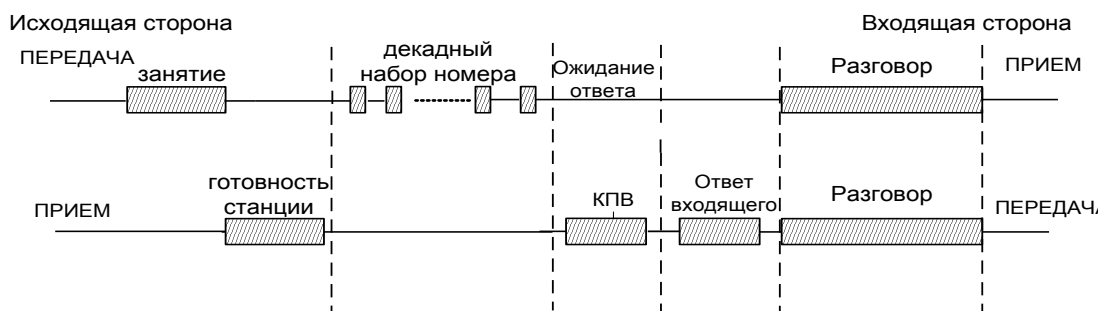 Исходящая сторона
Входящая сторона
ПЕРЕДАЧА
занятие
декадный
набор номера
Ожидание
ответа
Разговор
ПРИЕМ
ПРИЕМ
готовность
станции
КПВ
Ответ
входящего
Разговор
ПЕРЕДАЧА